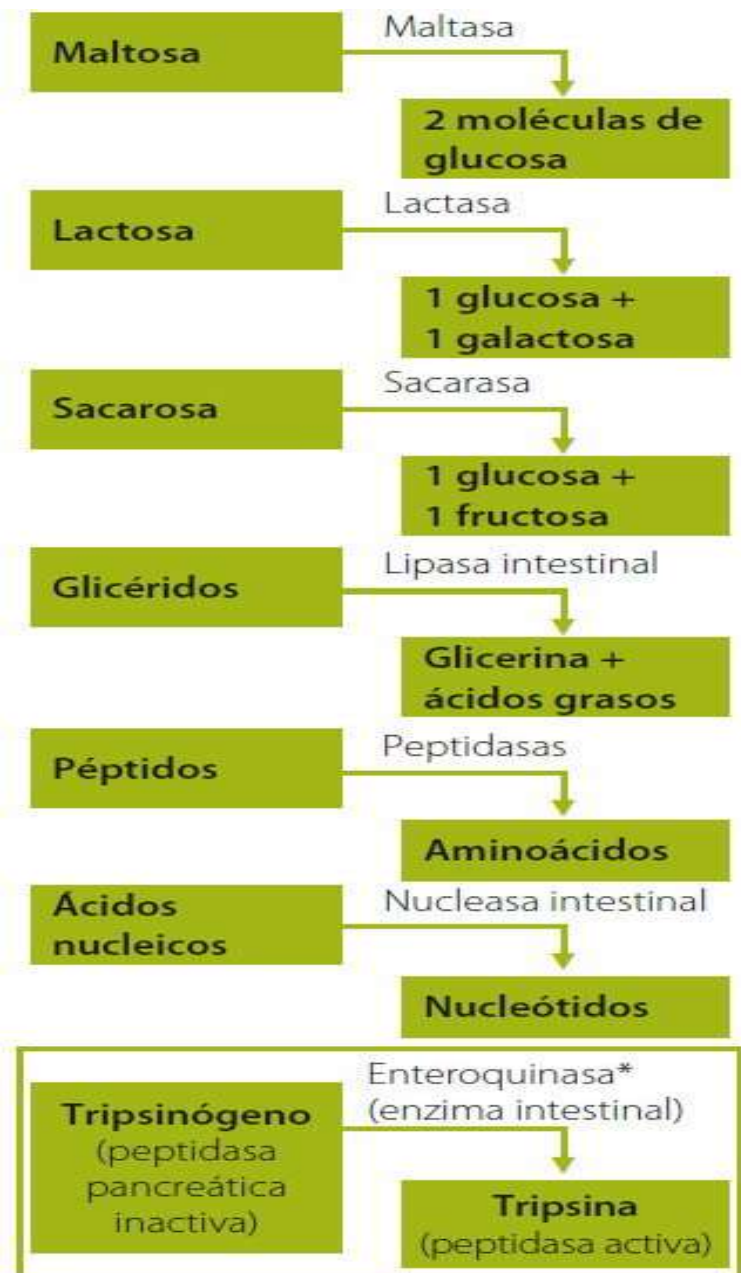 Maltosa
Maltasa
2 moléculas de
glucosa
Lactosa
Lactasa
1 glucosa +
1 galactosa
Sacarosa
Sacarasa
1 glucosa +
1 fructosa
Glicéridos
Lipasa intestinal
Glicerina +
ácidos grasos
Péptidos
Peptidasas
Aminoácidos
Ácidos
nucleicos
Nucleasa intestinal
Nucleótidos
Tripsinógeno
(peptidasa
pancreática
inactiva)
Enteroquinasa*
(enzima intestinal)
Tripsina
(peptidasa activa)